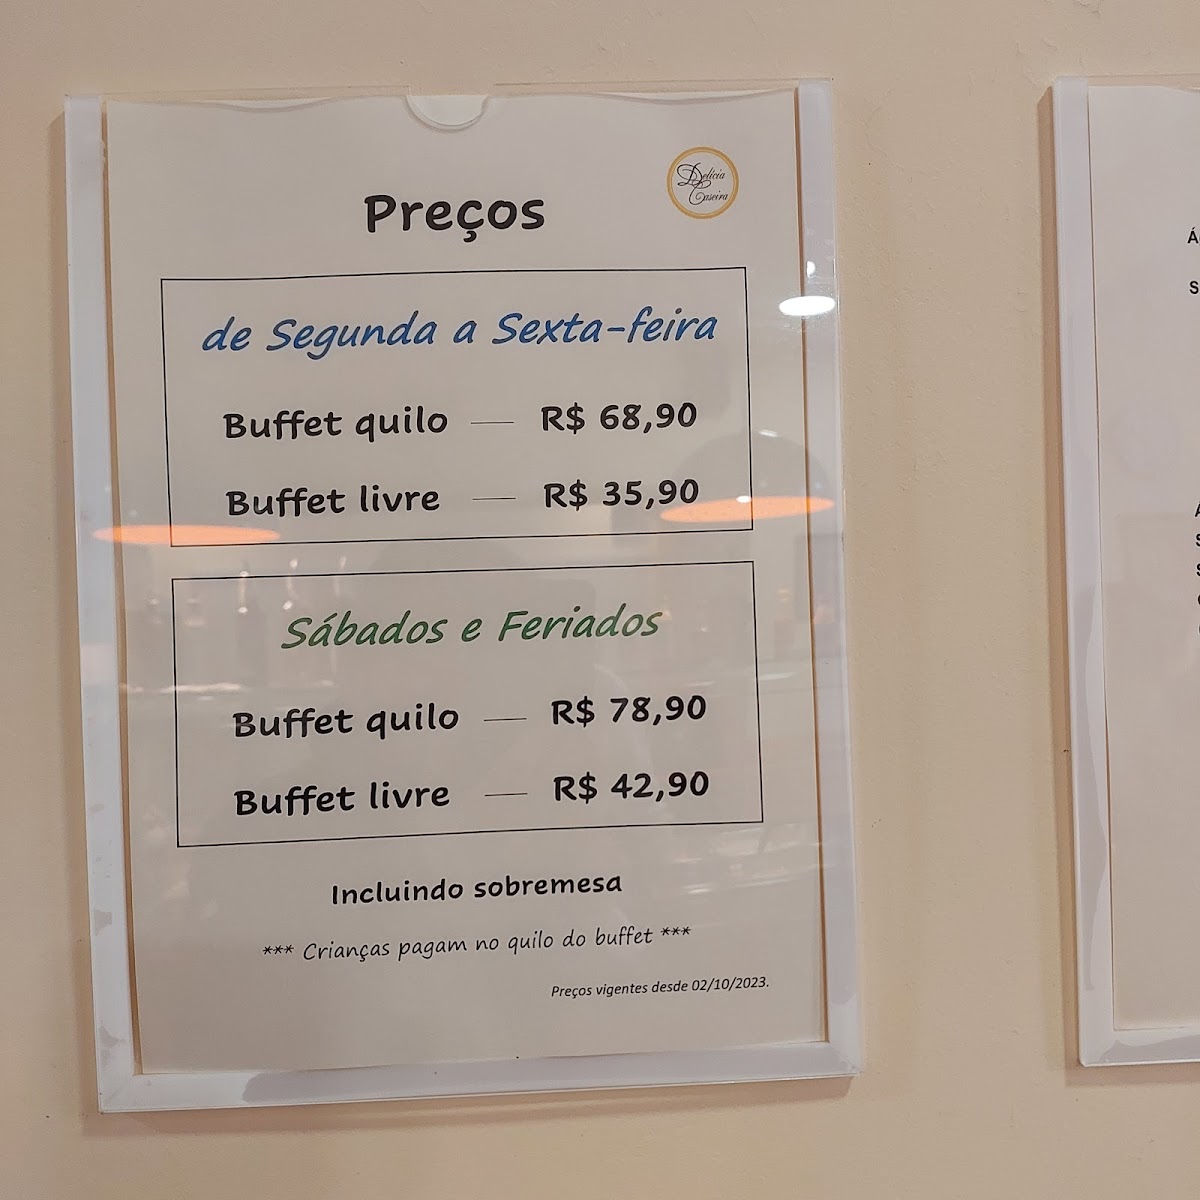 Delícia
Caseira
Preços
de Segunda a Sexta-feira
Buffet quilo — R$ 68,90
Buffet livre — R$ 35,90
Sábados e Feriados
Buffet quilo — R$ 78,90
Buffet livre — R$ 42,90
Incluindo sobremesa
*** Crianças pagam no quilo do buffet ***
Preços vigentes desde 02/10/2023.